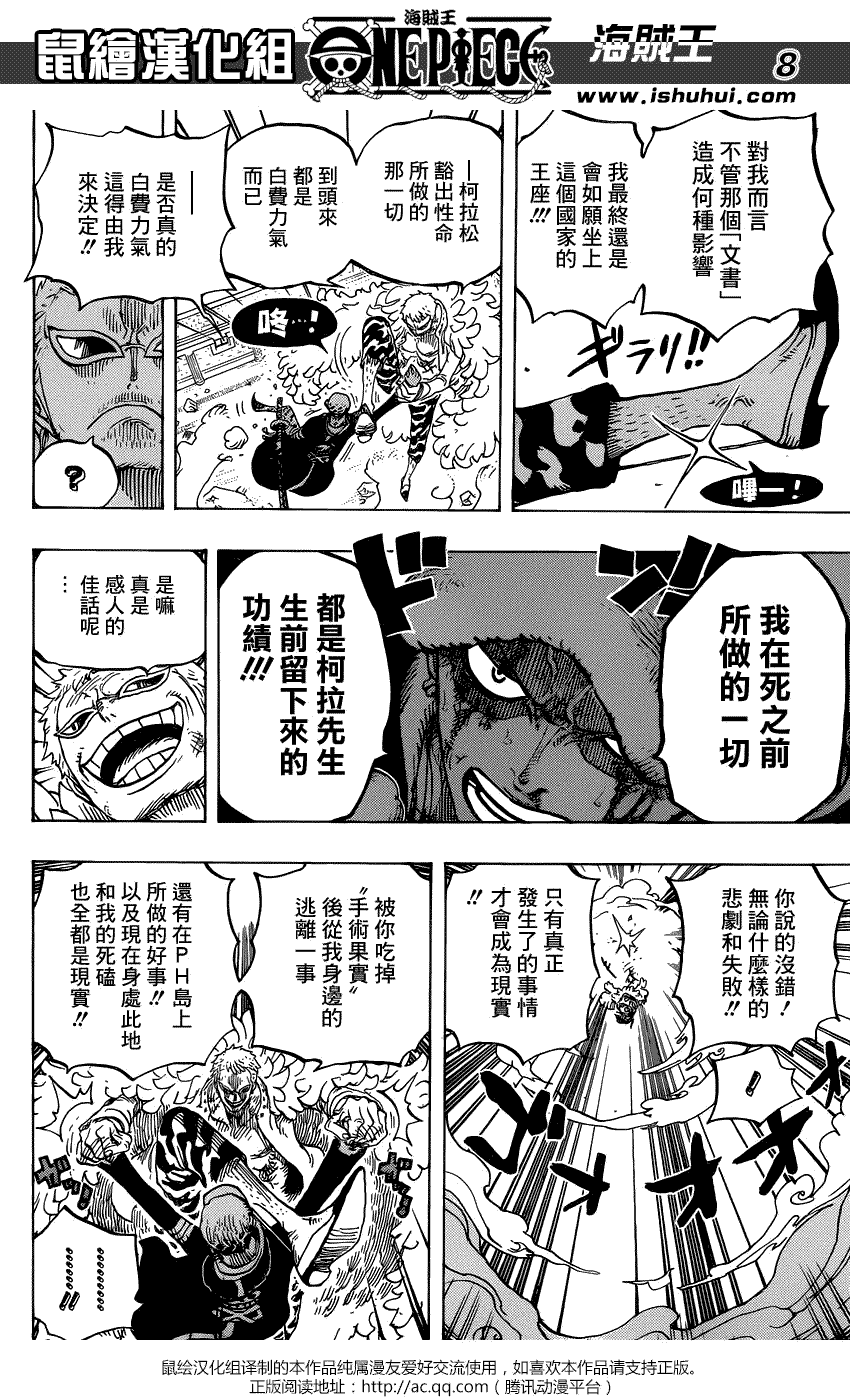 鼠繪漢化組
海賊王
ONE PIECE
海賊王
8
www.ishuhui.com
對我而言
不管那個「文書」
造成何種影響
我最終還是
會如願坐上
這個國家的
王座!!!
ギラリ!!
嗶—!
—柯拉松
豁出性命
所做的
那一切
到頭來
都是
白費力氣
而已
咚…!
——
是否真的
白費力氣
這得由我
來決定!!
?
我在死之前
所做的一切
都是柯拉先生
生前留下來的
功績!!!
ドドン
是嘛
真是
感人的
佳話呢
…
你說的沒錯!
無論什麼樣的
悲劇和失敗!!
只有真正
發生了的事情
才會成為現實
!!
…!
ゴオオオオ
被你吃掉
〝手術果實〞
後從我身邊的
逃離一事
還有在PH島上
所做的好事!!
以及現在身處此地
和我的死磕
也全都是現實!!
ギギ…!
ギギ…!
………!!
鼠绘汉化组译制的本作品纯属漫友爱好交流使用，如喜欢本作品请支持正版。
正版阅读地址：http://ac.qq.com（腾讯动漫平台）